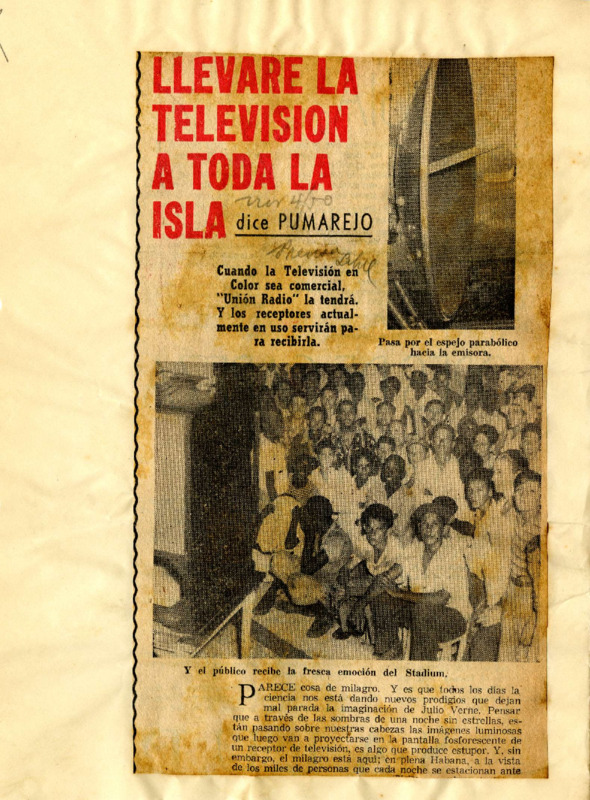 LLEVARE LA
TELEVISION
A TODA LA
ISLA dice PUMAREJO
Cuando la Televisión en
Color sea comercial,
"Unión Radio" la tendrá.
Y los receptores actual-
mente en uso servirán pa-
ra recibirla.
Pasa por el espejo parabólico
hacia la emisora.
Y el público recibe la fresca emoción del Stadium.
PARECE cosa de milagro. Y es que todos los días la
ciencia nos está dando nuevos prodigios que dejan
mal parada la imaginación de Julio Verne. Pensar
que a través de las sombras de una noche sin estrellas, es-
tán pasando sobre nuestras cabezas las imágenes luminosas
que luego van a proyectarse en la pantalla fosforescente de
un receptor de televisión, es algo que produce estupor. Y, sin
embargo, el milagro está aquí; en plena Habana, a la vista
de los miles de personas que cada noche se estacionan ante